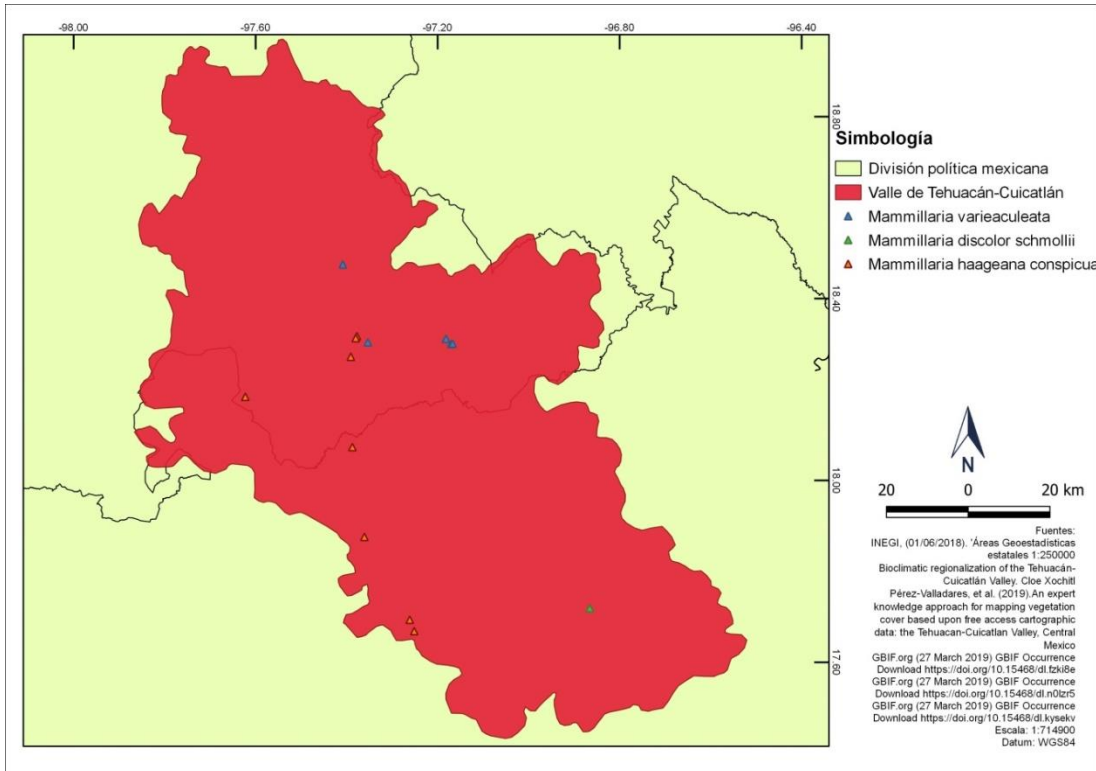 -98.00 -97.60 -97.20 -96.80 -96.40
18.80
18.40
18.00
17.60
Simbología
División política mexicana
Valle de Tehuacán-Cuicatlán
Mammillaria varieaculeata
Mammillaria discolor schmollii
Mammillaria haageana conspicua
N
20 0 20 km
Fuentes:
INEGI, (01/06/2018). 'Áreas Geoestadísticas
estatales 1:250000
Bioclimatic regionalization of the Tehuacán-
Cuicatlán Valley. Cloe Xochitl
Pérez-Valladares, et al. (2019).An expert
knowledge approach for mapping vegetation
cover based upon free access cartographic
data: the Tehuacan-Cuicatlan Valley, Central
Mexico
GBIF.org (27 March 2019) GBIF Occurrence
Download https://doi.org/10.15468/dl.fzki8e
GBIF.org (27 March 2019) GBIF Occurrence
Download https://doi.org/10.15468/dl.n0lzr5
GBIF.org (27 March 2019) GBIF Occurrence
Download https://doi.org/10.15468/dl.kysekv
Escala: 1:714900
Datum: WGS84